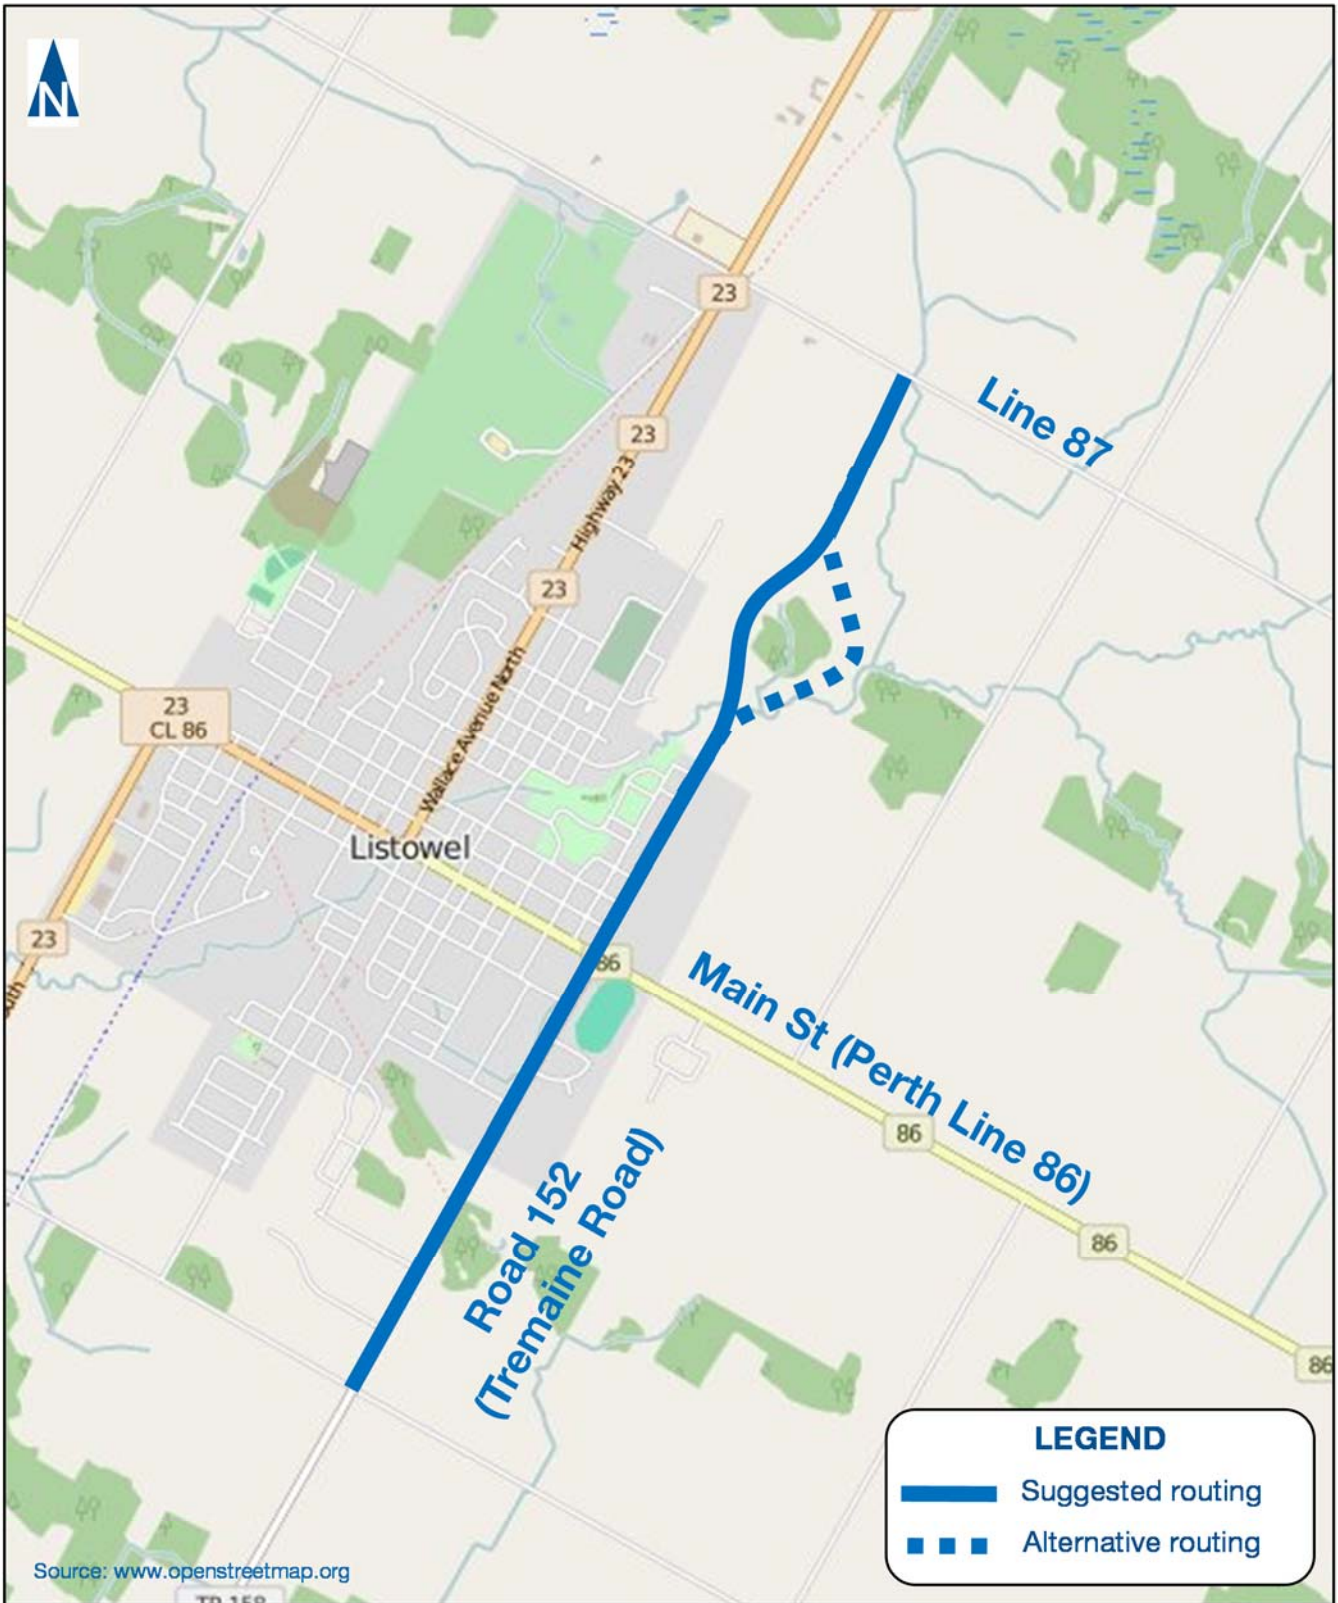 N
23
Line 87
23
Highway 23
23
Wallace Avenue North
23
CL 86
Listowel
23
86
Main St (Perth Line 86)
86
Road 152
(Tremaine Road)
86
86
LEGEND
Suggested routing
Alternative routing
Source: www.openstreetmap.org